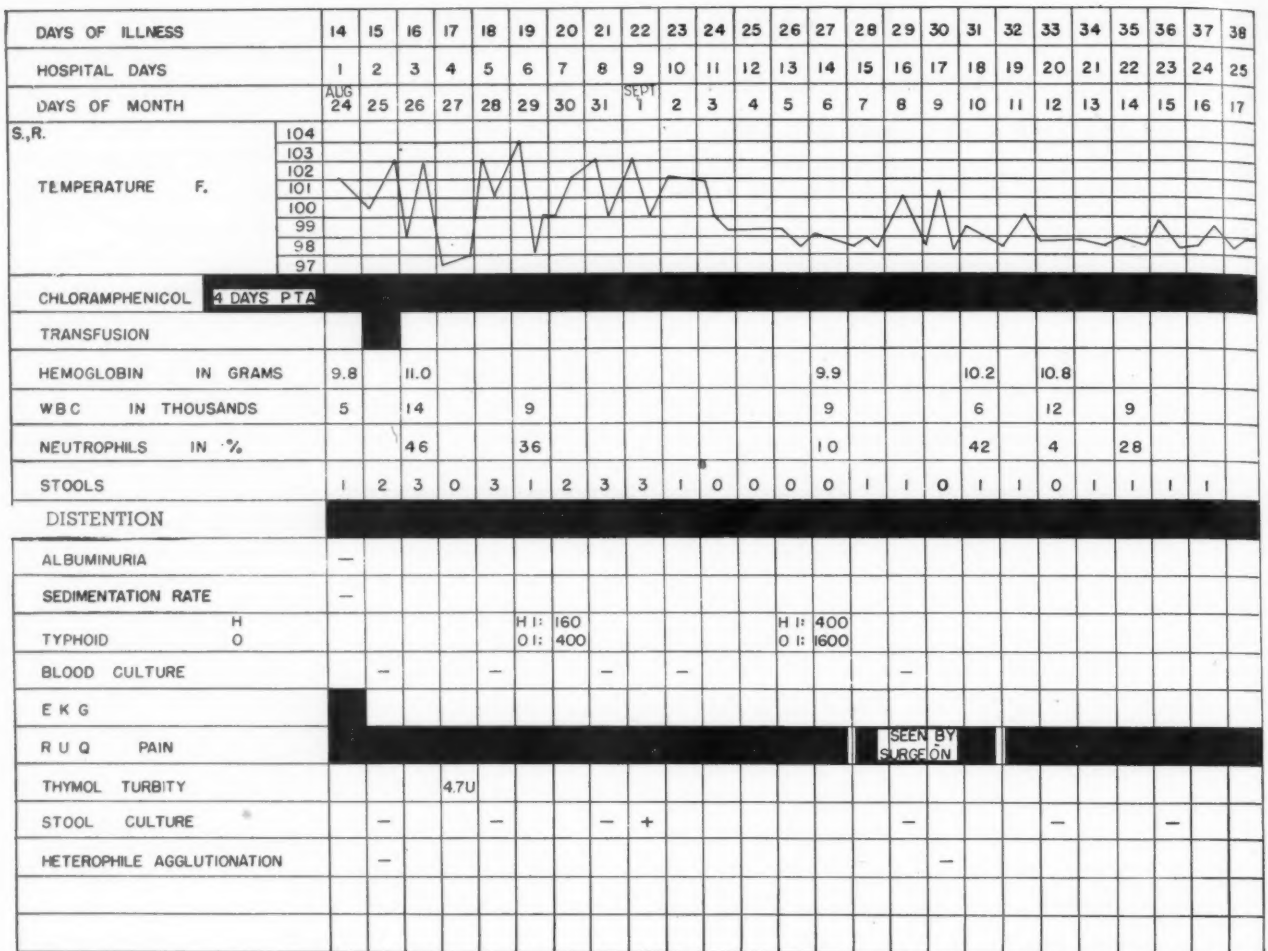 DAYS OF ILLNESS 14 15 16 17 18 19 20 21 22 23 24 25 26 27 28 29 30 31 32 33 34 35 36 37 38
HOSPITAL DAYS 1 2 3 4 5 6 7 8 9 10 11 12 13 14 15 16 17 18 19 20 21 22 23 24 25
AUG SEPT
DAYS OF MONTH 24 25 26 27 28 29 30 31 1 2 3 4 5 6 7 8 9 10 11 12 13 14 15 16 17
S.,R. 104
103
102
TEMPERATURE F. 101
100
99
98
97
CHLORAMPHENICOL 4 DAYS PTA
TRANSFUSION
HEMOGLOBIN IN GRAMS 9.8 11.0 9.9 10.2 10.8
WBC IN THOUSANDS 5 14 9 9 6 12 9
NEUTROPHILS IN % 46 36 10 42 4 28
STOOLS 1 2 3 0 3 1 2 3 3 1 0 0 0 0 1 1 0 1 1 0 1 1 1 1
DISTENTION
ALBUMINURIA —
SEDIMENTATION RATE —
H H 1: 160 H 1: 400
TYPHOID O O 1: 400 O 1: 1600
BLOOD CULTURE — — — — —
EKG
RUQ PAIN SEEN BY
SURGEON
THYMOL TURBITY 4.7U
STOOL CULTURE — — — + — — —
HETEROPHILE AGGLUTIONATION — —